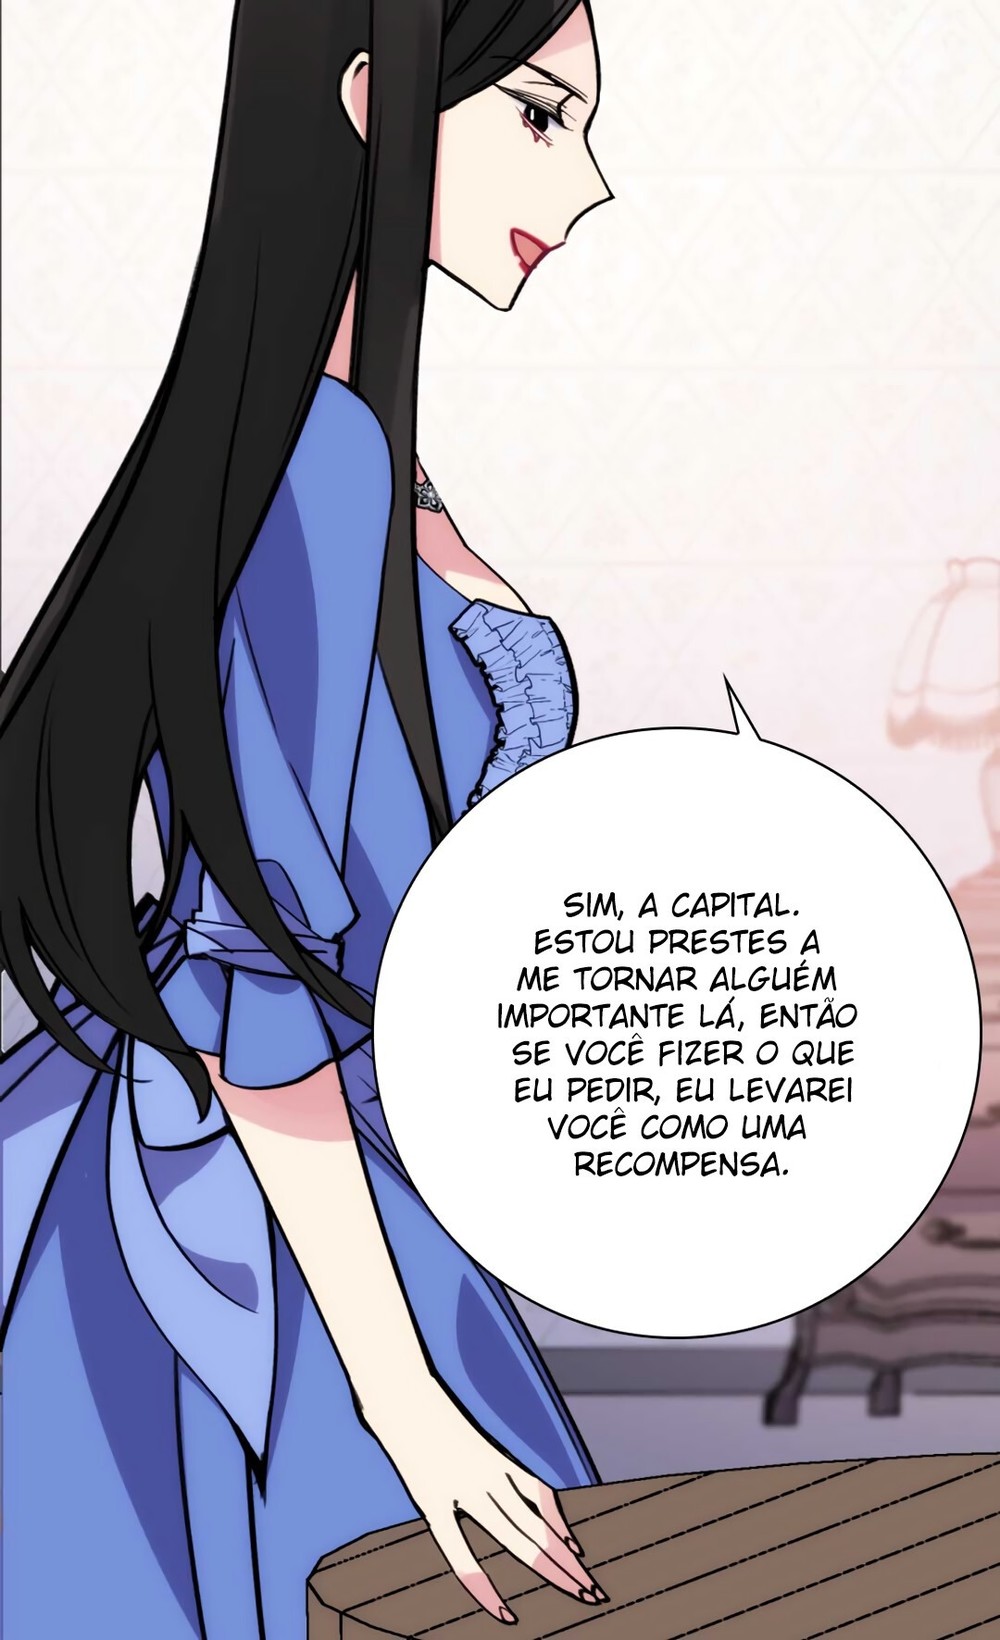 SIM, A CAPITAL.
ESTOU PRESTES A
ME TORNAR ALGUÉM
IMPORTANTE LÁ, ENTÃO
SE VOCÊ FIZER O QUE
EU PEDIR, EU LEVAREI
VOCÊ COMO UMA
RECOMPENSA.